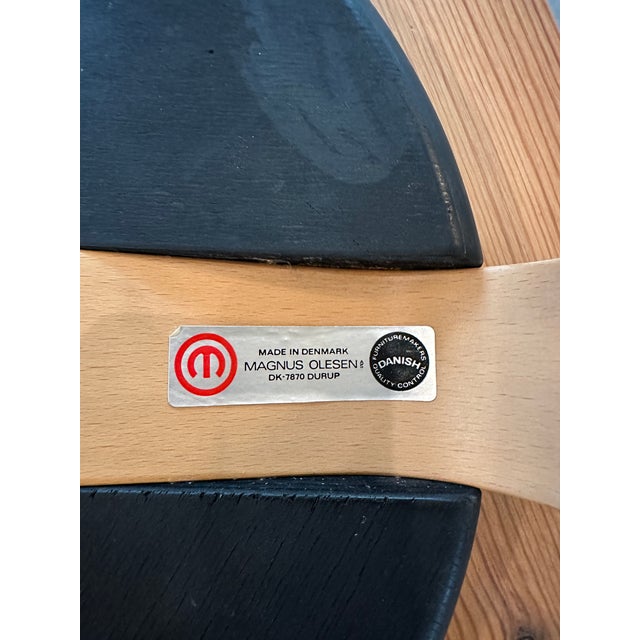 MADE IN DENMARK
MAGNUS OLESEN
DK-7870 DURUP
FURNITUREMAKERS
DANISH
QUALITY CONTROL